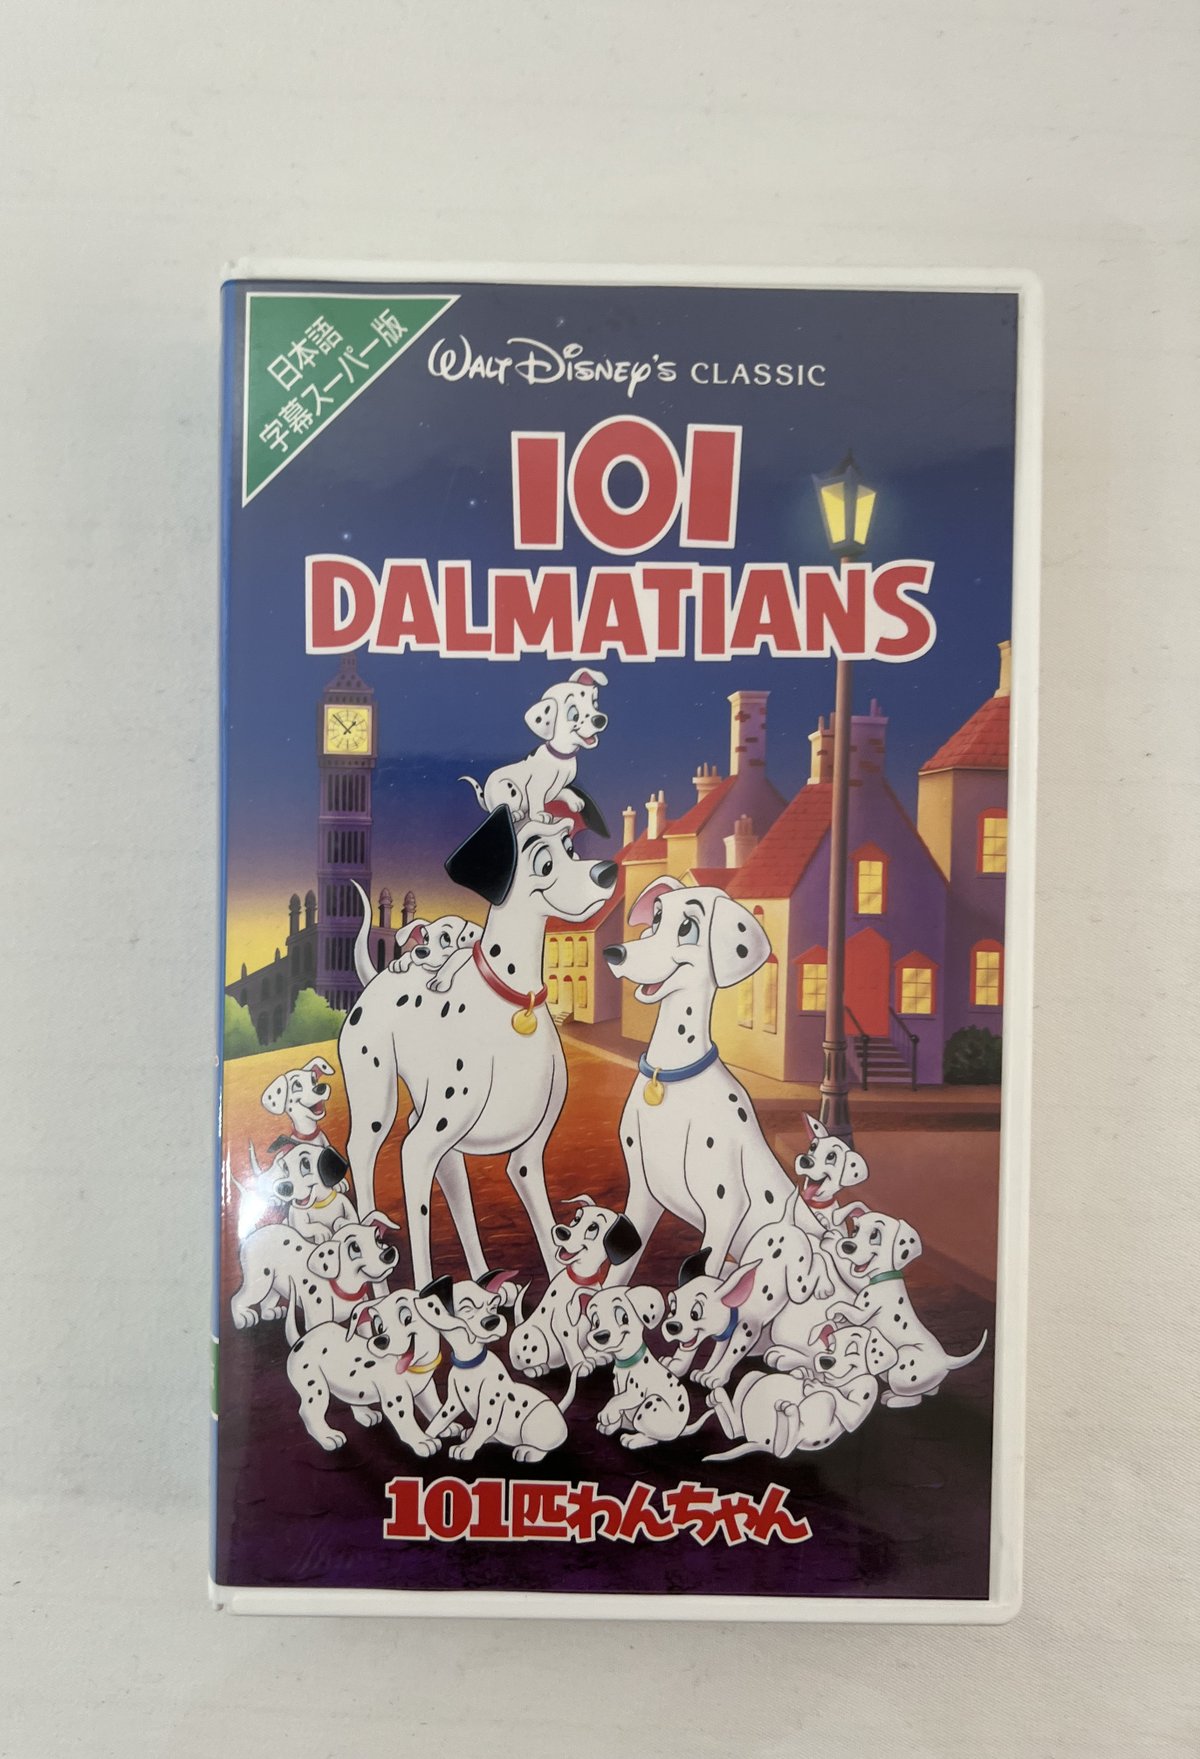 日本語
字幕スーパー版
WALT DISNEY'S CLASSIC
101
DALMATIANS
101匹わんちゃん